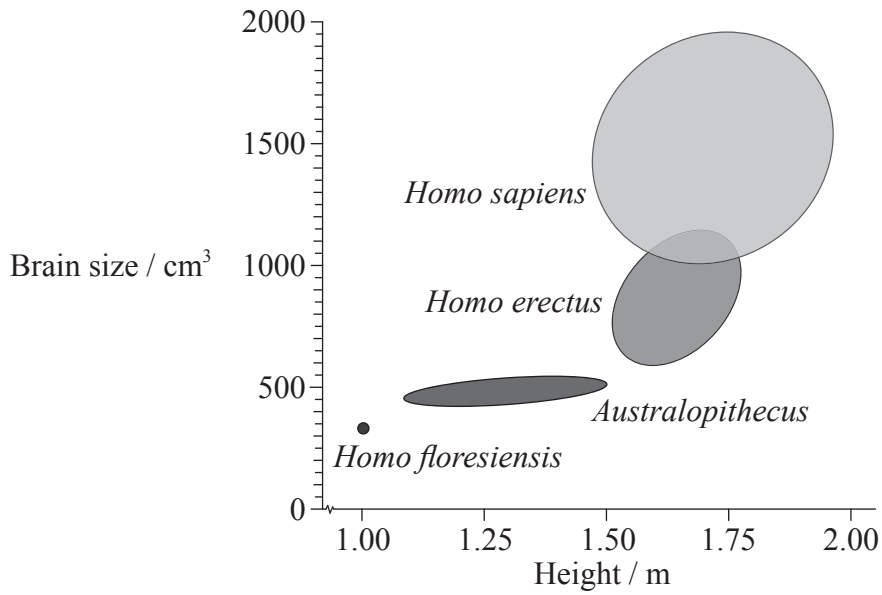 2000
1500
Homo sapiens
Brain size / cm³
1000
Homo erectus
500
Australopithecus
Homo floresiensis
0
1.00 1.25 1.50 1.75 2.00
Height / m